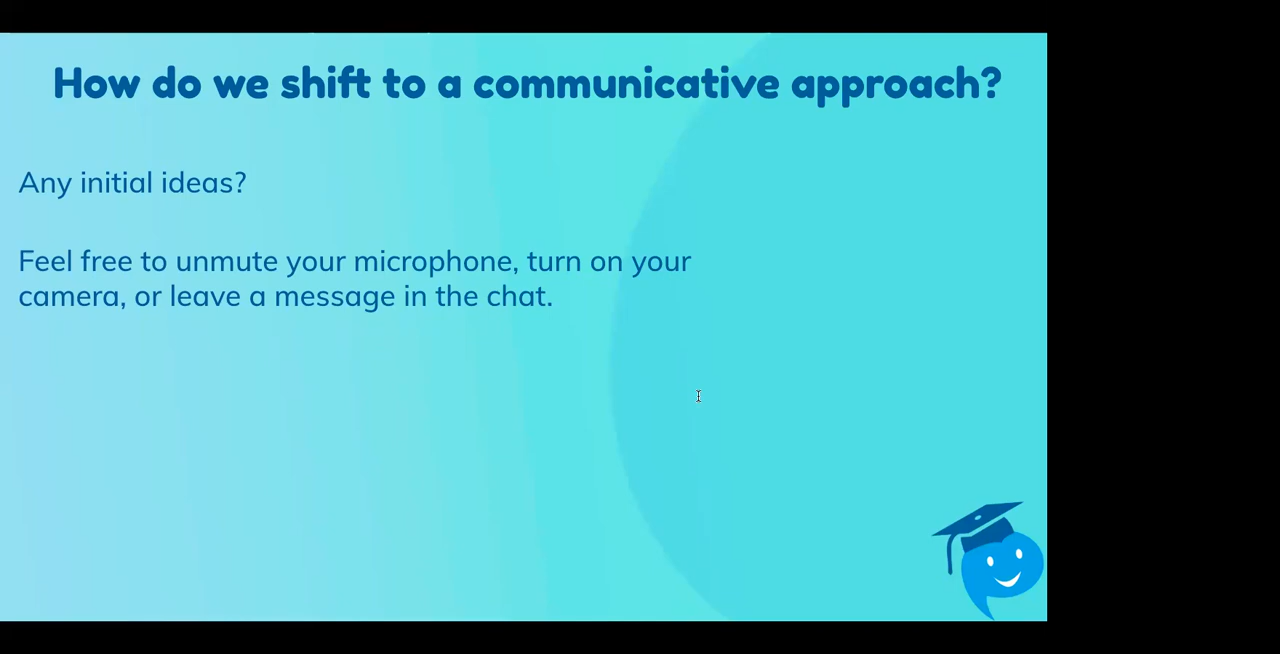 How do we shift to a communicative approach?
Any initial ideas?
Feel free to unmute your microphone, turn on your
camera, or leave a message in the chat.